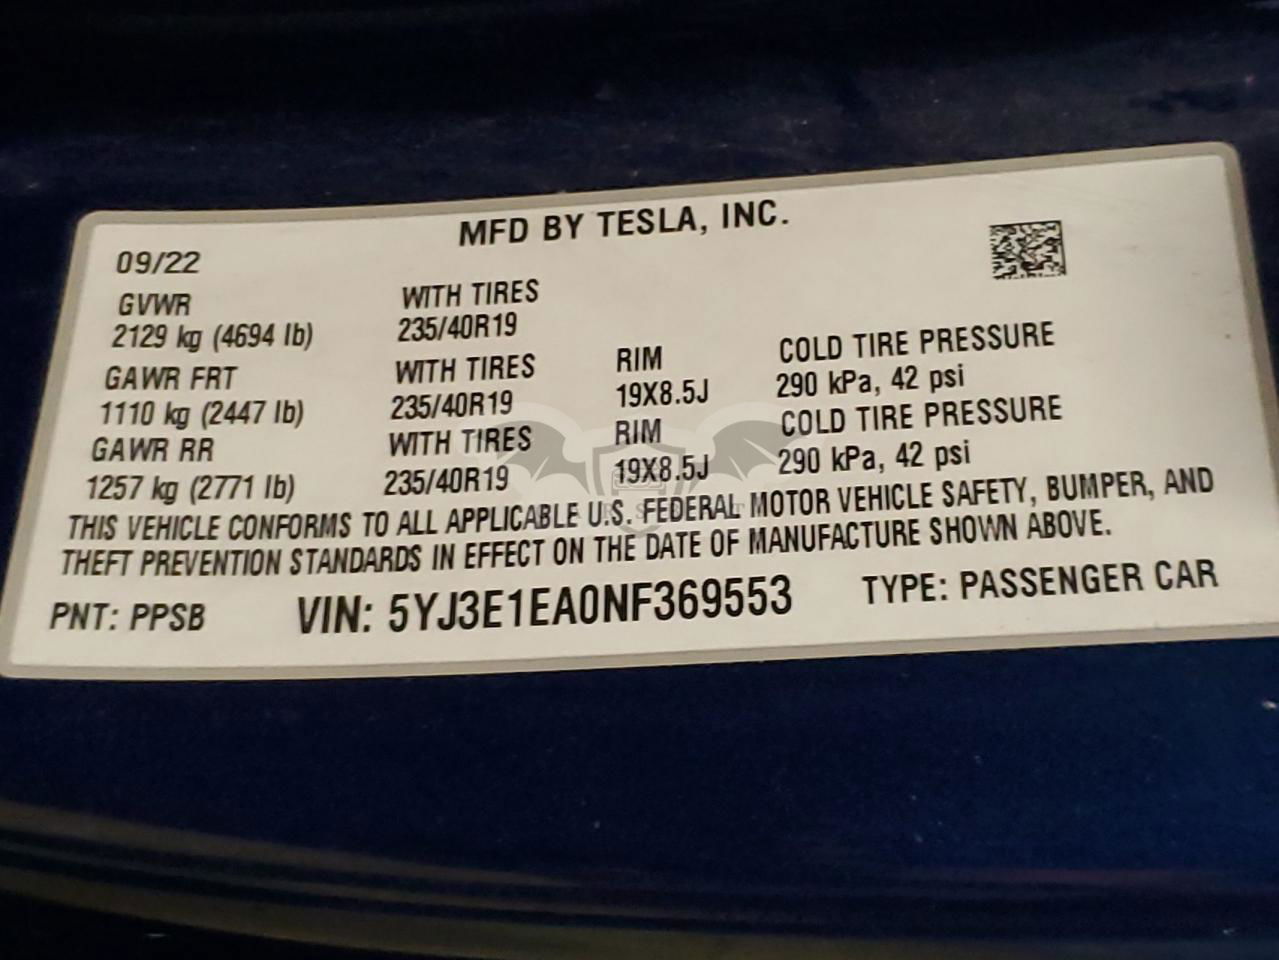 MFD BY TESLA, INC.
09/22
GVWR WITH TIRES
2129 kg (4694 lb) 235/40R19
GAWR FRT WITH TIRES RIM COLD TIRE PRESSURE
1110 kg (2447 lb) 235/40R19 19X8.5J 290 kPa, 42 psi
GAWR RR WITH TIRES RIM COLD TIRE PRESSURE
1257 kg (2771 lb) 235/40R19 19X8.5J 290 kPa, 42 psi
THIS VEHICLE CONFORMS TO ALL APPLICABLE U.S. FEDERAL MOTOR VEHICLE SAFETY, BUMPER, AND
THEFT PREVENTION STANDARDS IN EFFECT ON THE DATE OF MANUFACTURE SHOWN ABOVE.
PNT: PPSB VIN: 5YJ3E1EA0NF369553 TYPE: PASSENGER CAR